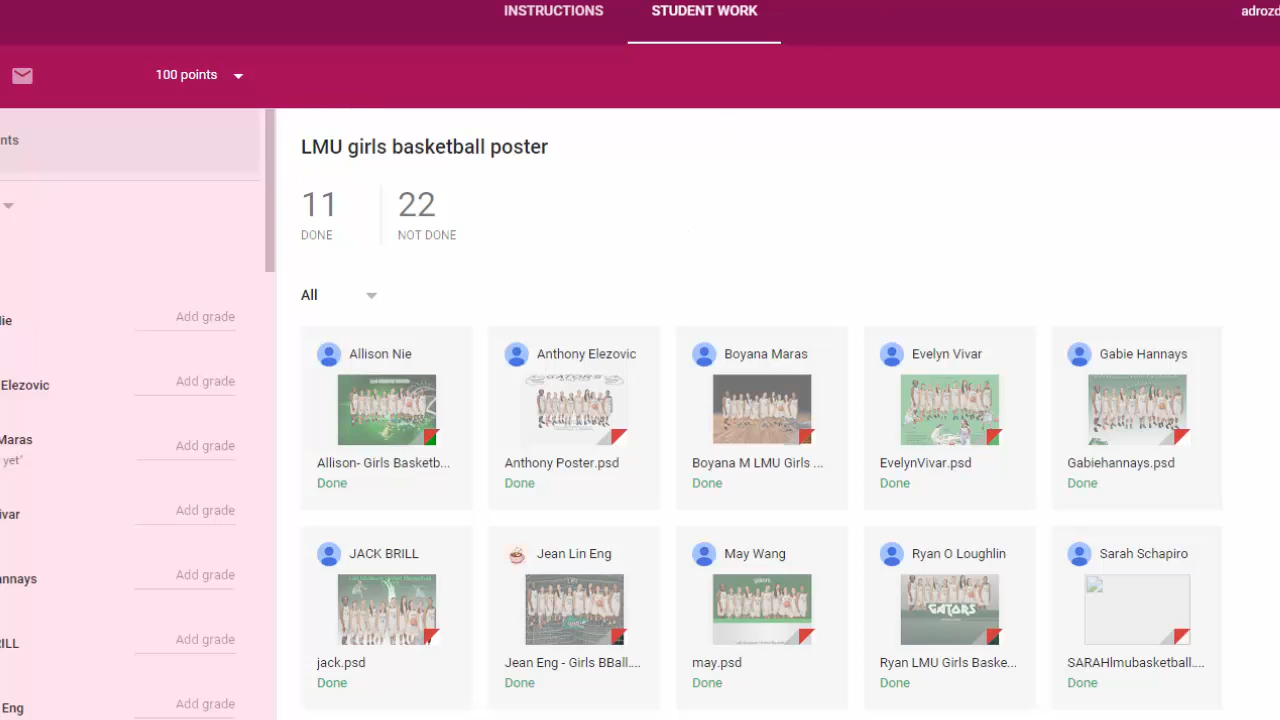 INSTRUCTIONS
STUDENT WORK
adrozd
100 points
nts
LMU girls basketball poster
11
22
DONE
NOT DONE
All
lie
Add grade
Elezovic
Add grade
Maras
Add grade
yet"
ivar
Add grade
annays
Add grade
RILL
Add grade
Eng
Add grade
Allison Nie
Allison- Girls Basketb...
Done
Anthony Elezovic
GATORS
Anthony Poster.psd
Done
Boyana Maras
Boyana M LMU Girls ...
Done
Evelyn Vivar
EvelynVivar.psd
Done
Gabie Hannays
Gabiehannays.psd
Done
JACK BRILL
jack.psd
Done
Jean Lin Eng
Jean Eng - Girls BBall....
Done
May Wang
may.psd
Done
Ryan O Loughlin
GATORS
Ryan LMU Girls Baske...
Done
Sarah Schapiro
SARAHlmubasketball....
Done